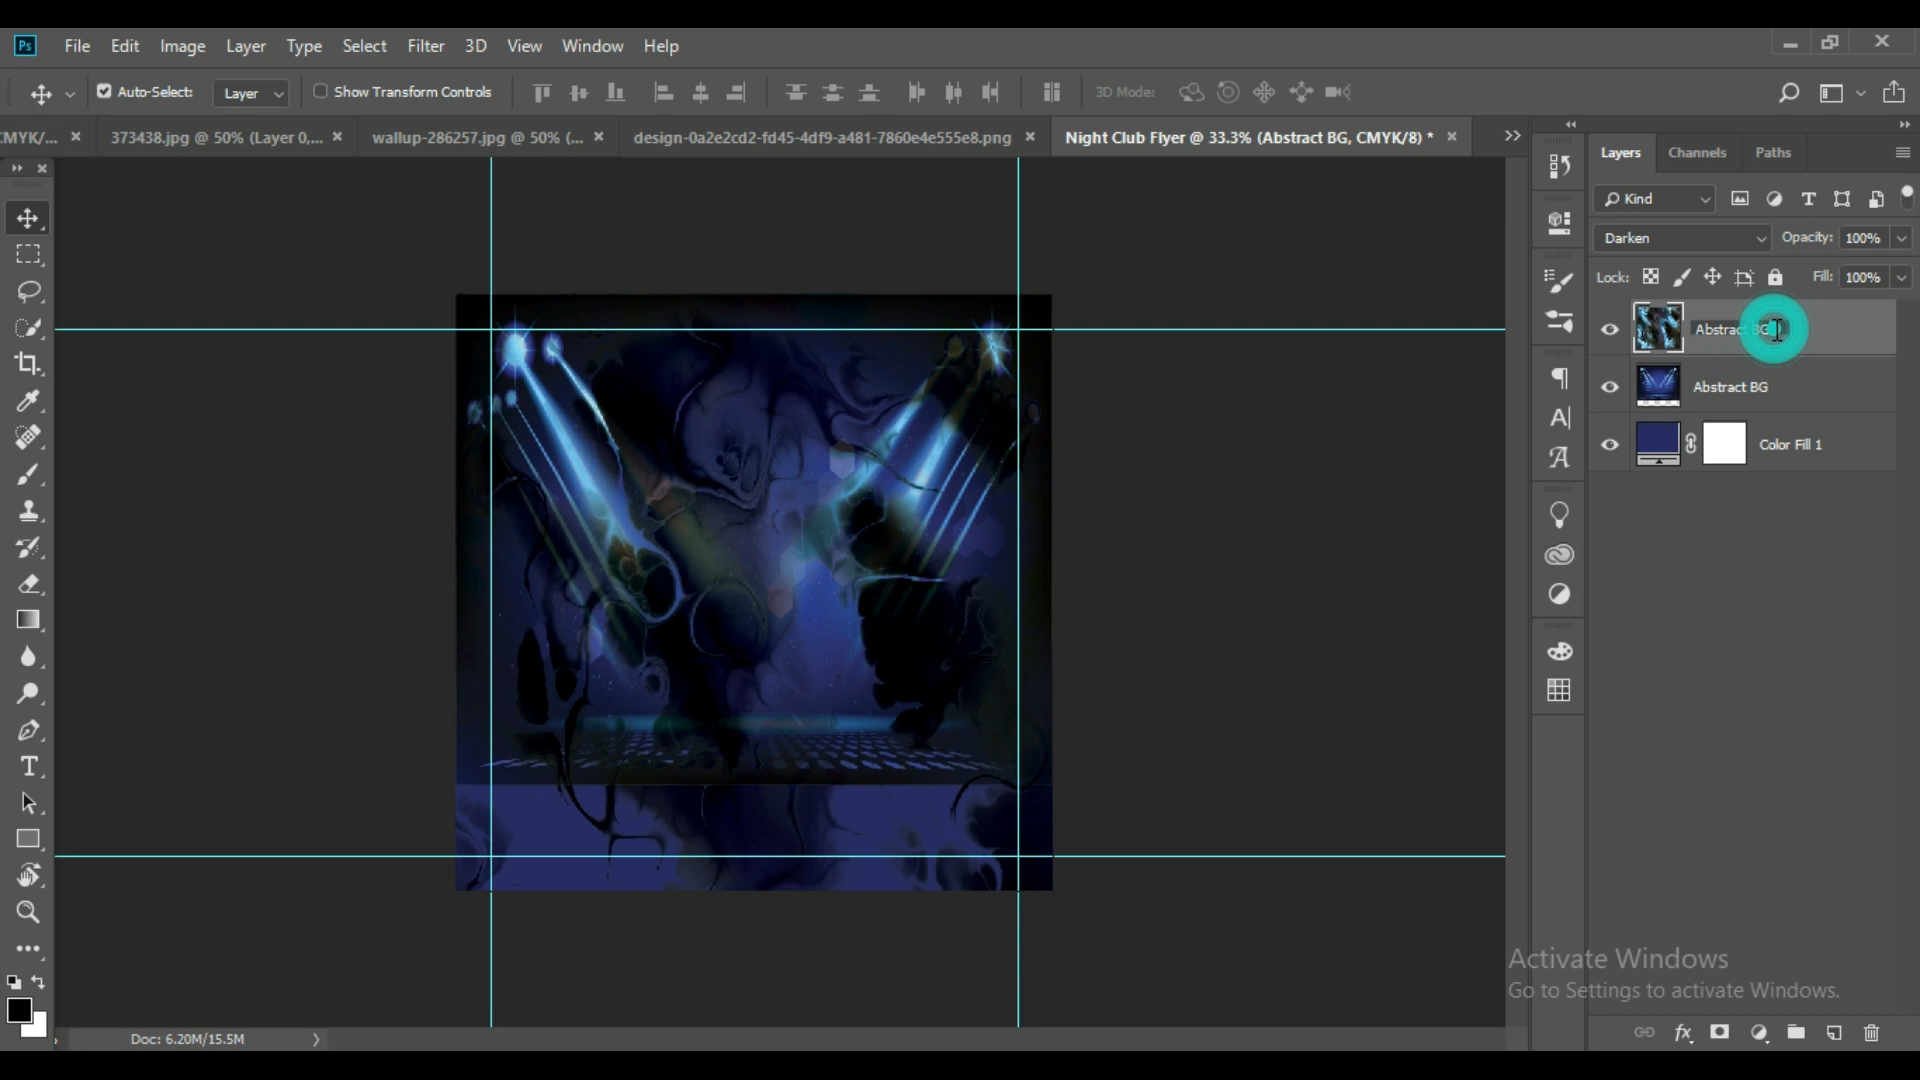 Ps File Edit Image Layer Type Select Filter 3D View Window Help
Auto-Select: Layer Show Transform Controls 3D Mode:
CMYK/... 373438.jpg @ 50% (Layer 0,... wallup-286257.jpg @ 50% (... design-0a2e2cd2-fd45-4df9-a481-7860e4e555e8.png Night Club Flyer @ 33.3% (Abstract BG, CMYK/8) *
Layers Channels Paths
Kind
Darken Opacity: 100%
Lock: Fill: 100%
Abstract BG
Abstract BG
Color Fill 1
Activate Windows
Go to Settings to activate Windows.
Doc: 6.20M/15.5M